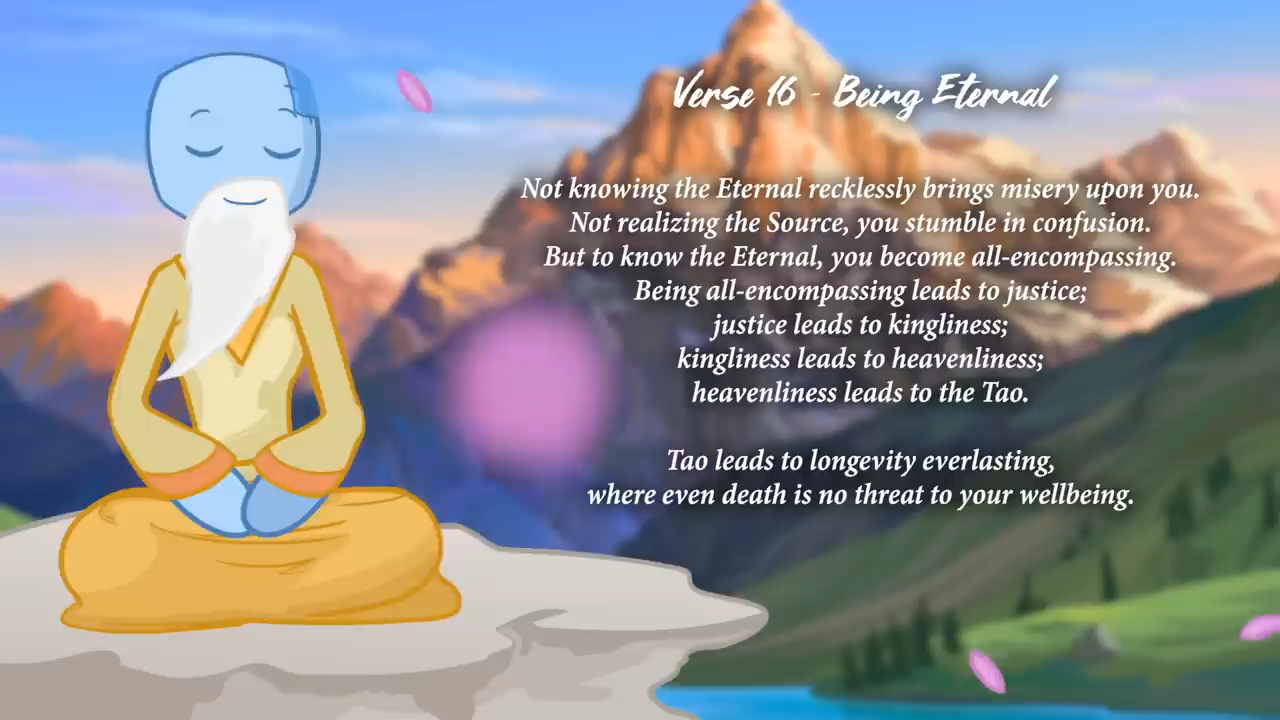 Verse 16 - Being Eternal
Not knowing the Eternal recklessly brings misery upon you.
Not realizing the Source, you stumble in confusion.
But to know the Eternal, you become all-encompassing.
Being all-encompassing leads to justice;
justice leads to kingliness;
kingliness leads to heavenliness;
heavenliness leads to the Tao.
Tao leads to longevity everlasting,
where even death is no threat to your wellbeing.